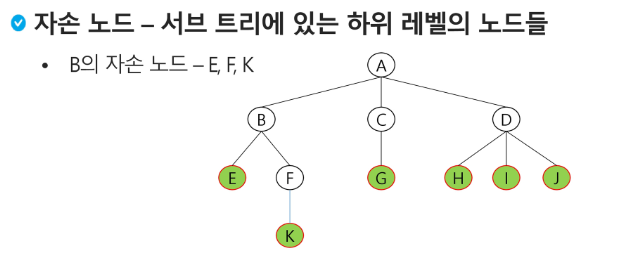 자손 노드 – 서브 트리에 있는 하위 레벨의 노드들
• B의 자손 노드 – E, F, K
A
B C D
E F G H I J
K